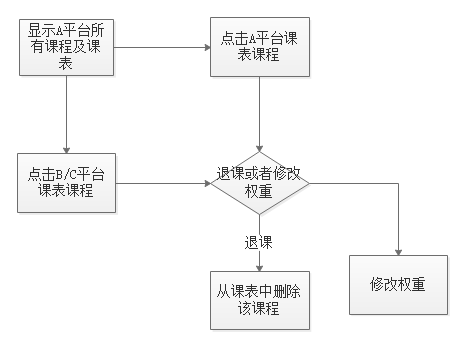 显示A平台所
有课程及课
表
点击A平台课
表课程
点击B/C平台
课表课程
退课或者修改
权重
退课
从课表中删除
该课程
修改权重